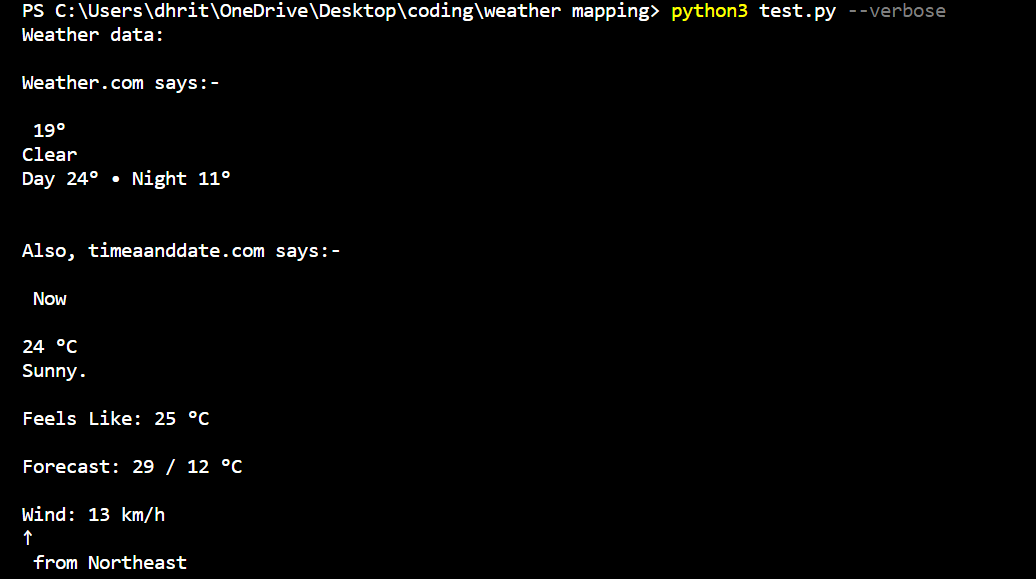 PS C:\Users\dhrit\OneDrive\Desktop\coding\weather mapping> python3 test.py --verbose
Weather data:
Weather.com says:-
19°
Clear
Day 24° • Night 11°
Also, timeaanddate.com says:-
Now
24 °C
Sunny.
Feels Like: 25 °C
Forecast: 29 / 12 °C
Wind: 13 km/h
↑
from Northeast